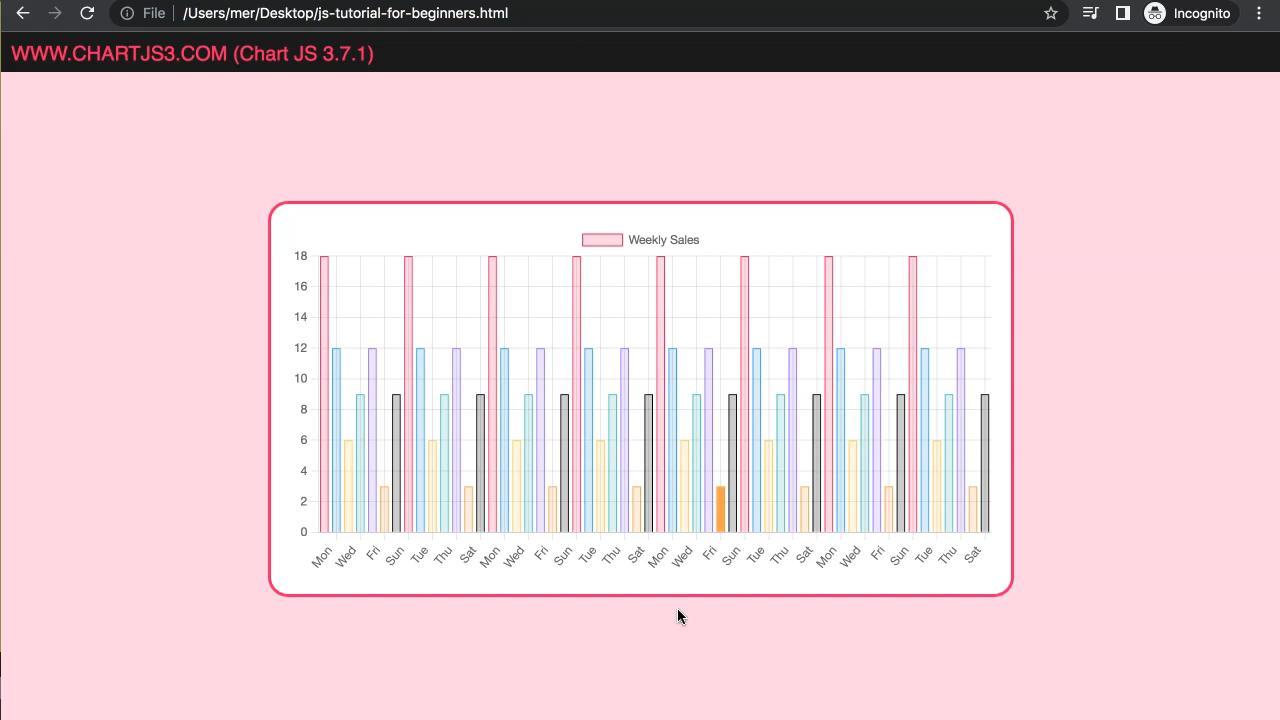 File /Users/mer/Desktop/js-tutorial-for-beginners.html Incognito
WWW.CHARTJS3.COM (Chart JS 3.7.1)
Weekly Sales
18
16
14
12
10
8
6
4
2
0
Mon Wed Fri Sun Tue Thu Sat Mon Wed Fri Sun Tue Thu Sat Mon Wed Fri Sun Tue Thu Sat Mon Wed Fri Sun Tue Thu Sat